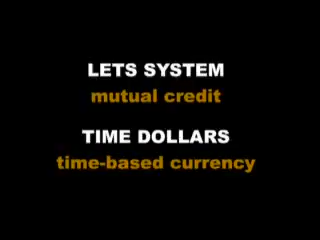 LETS SYSTEM
mutual credit
TIME DOLLARS
time-based currency